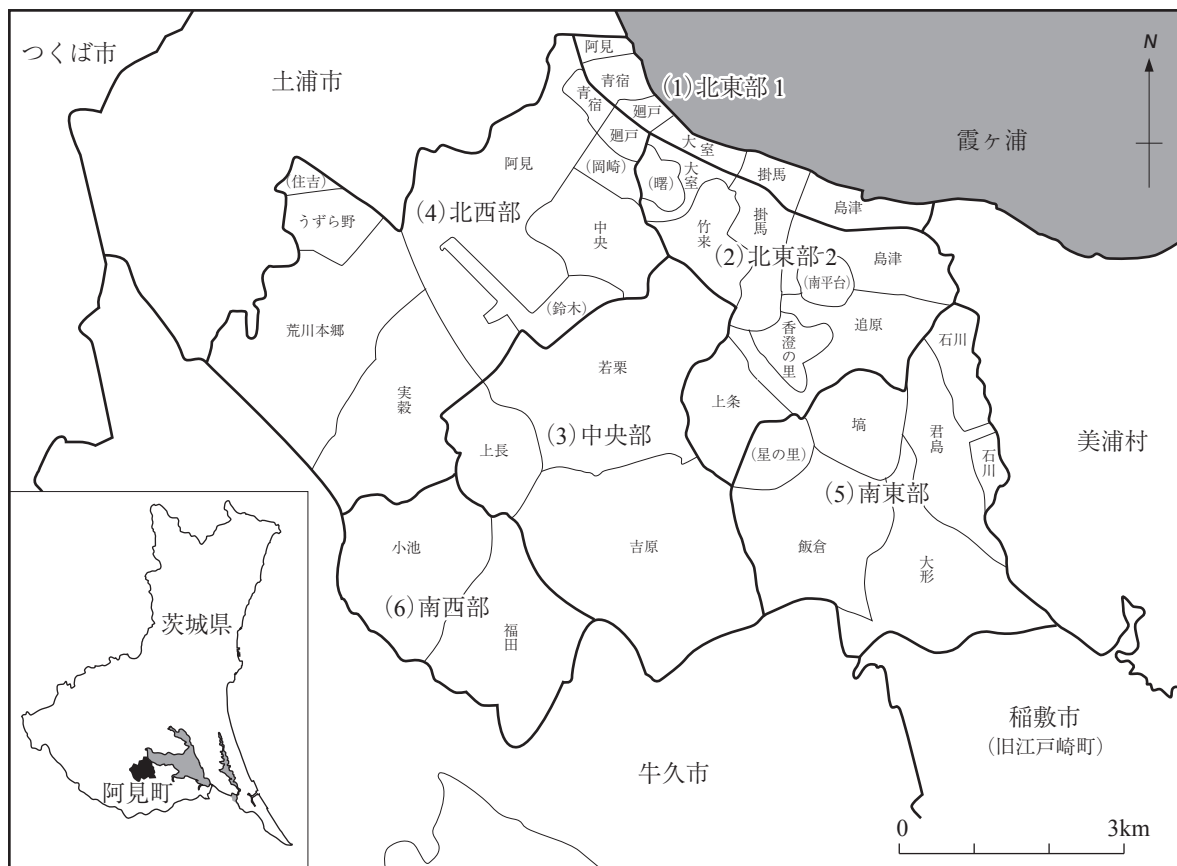 つくば市
土浦市
阿見
青宿
(1)北東部1
N
霞ヶ浦
青宿
廻戸
廻戸
大室
阿見
(岡崎)
(曙)
大室
掛馬
(住吉)
うずら野
(4)北西部
中央
竹来
掛馬
島津
(2)北東部-2
島津
(南平台)
(鈴木)
荒川本郷
香澄の里
追原
石川
若栗
実穀
上条
(3)中央部
塙
君島
美浦村
上長
(星の里)
石川
(5)南東部
小池
吉原
飯倉
大形
(6)南西部
福田
茨城県
阿見町
稲敷市
(旧江戸崎町)
牛久市
0
3km